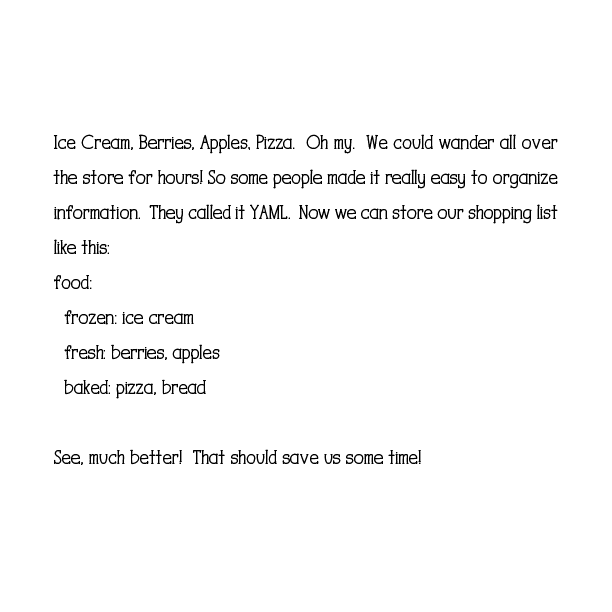 Ice Cream, Berries, Apples, Pizza.  Oh my.  We could wander all over
the store for hours! So some people made it really easy to organize
information.  They called it YAML.  Now we can store our shopping list
like this:
food:
  frozen: ice cream
  fresh: berries, apples
  baked: pizza, bread

See, much better!  That should save us some time!